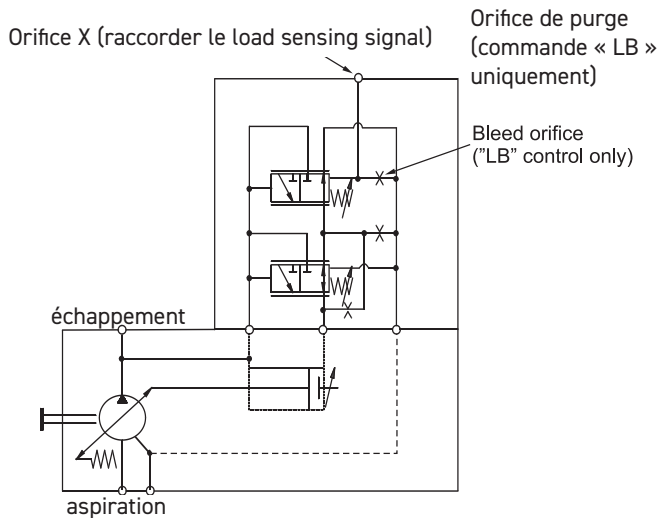 Orifice X (raccorder le load sensing signal)
Orifice de purge
(commande « LB »
uniquement)
Bleed orifice
("LB" control only)
échappement
aspiration